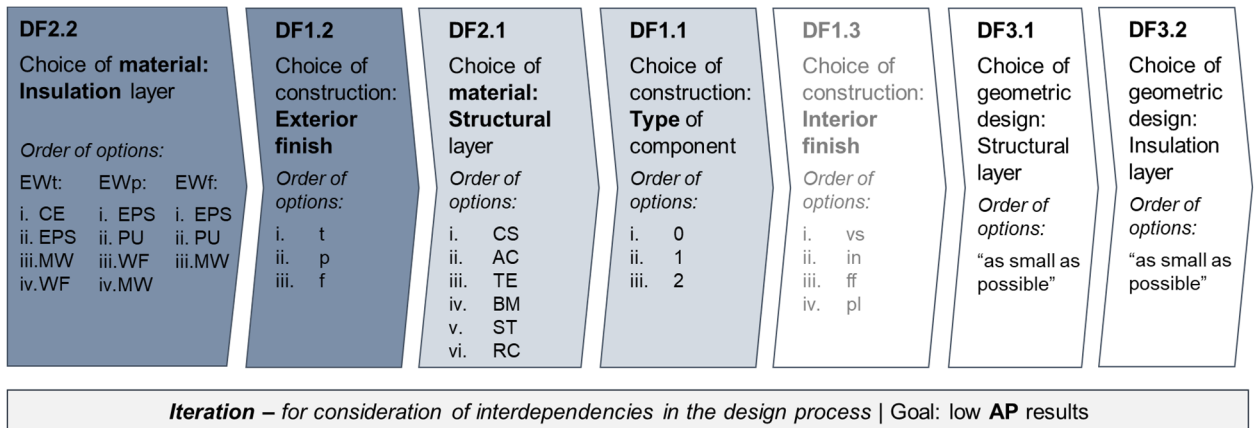 DF2.2
Choice of material:
Insulation layer
Order of options:
EWt: EWp: EWf:
i. CE i. EPS i. EPS
ii. EPS ii. PU ii. PU
iii.MW iii.WF iii.MW
iv.WF iv.MW
DF1.2
Choice of
construction:
Exterior
finish
Order of
options:
i. t
ii. p
iii. f
DF2.1
Choice of
material:
Structural
layer
Order of
options:
i. CS
ii. AC
iii. TE
iv. BM
v. ST
vi. RC
DF1.1
Choice of
construction:
Type of
component
Order of
options:
i. 0
ii. 1
iii. 2
DF1.3
Choice of
construction:
Interior
finish
Order of
options:
i. vs
ii. in
iii. ff
iv. pl
DF3.1
Choice of
geometric
design:
Structural
layer
Order of
options:
“as small as
possible”
DF3.2
Choice of
geometric
design:
Insulation
layer
Order of
options:
“as small as
possible”
Iteration – for consideration of interdependencies in the design process | Goal: low AP results